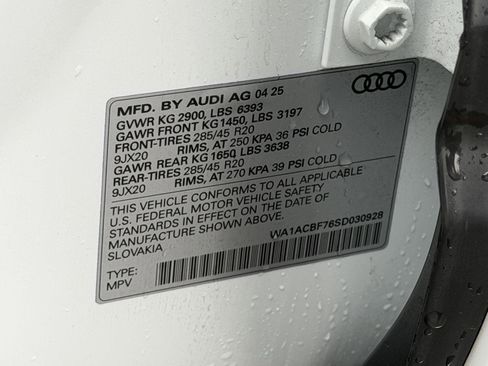 MFD. BY AUDI AG 04 25
GVWR KG 2900, LBS 6393
GAWR FRONT KG 1450, LBS 3197
FRONT-TIRES 285/45 R20
9JX20 RIMS, AT 250 KPA 36 PSI COLD
GAWR REAR KG 1650, LBS 3638
REAR-TIRES 285/45 R20
9JX20 RIMS, AT 270 KPA 39 PSI COLD
THIS VEHICLE CONFORMS TO ALL APPLICABLE
U.S. FEDERAL MOTOR VEHICLE SAFETY
STANDARDS IN EFFECT ON THE DATE OF
MANUFACTURE SHOWN ABOVE.
SLOVAKIA WA1ACBF76SD030928
TYPE:
MPV